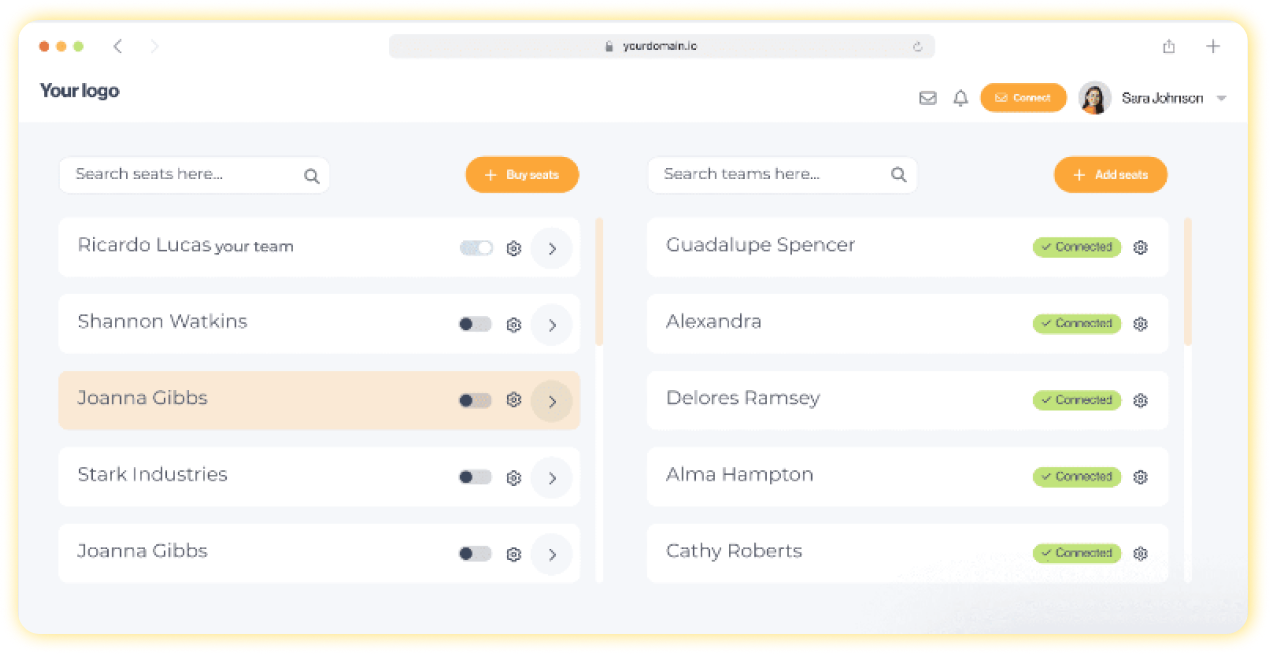 yourdomain.io
Your logo
Connect
Sara Johnson
Search seats here...
Buy seats
Search teams here...
Add seats
Ricardo Lucas your team
Shannon Watkins
Joanna Gibbs
Stark Industries
Joanna Gibbs
Guadalupe Spencer
Connected
Alexandra
Connected
Delores Ramsey
Connected
Alma Hampton
Connected
Cathy Roberts
Connected